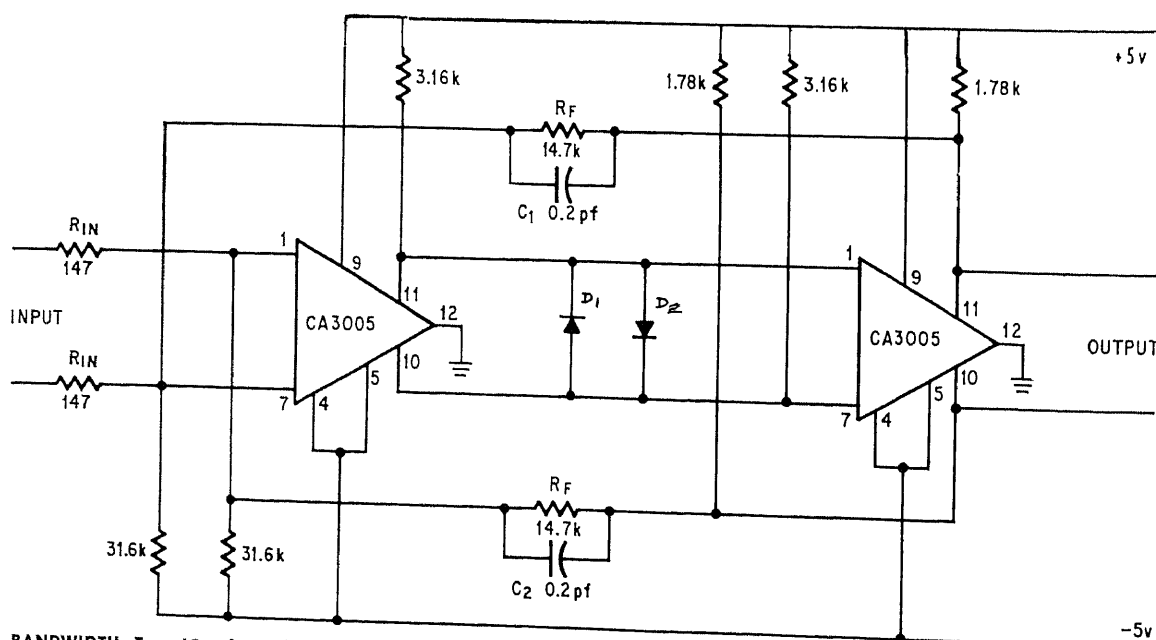 +5v
3.16k
1.78k
3.16k
1.78k
RF
14.7k
C1 0.2pf
RIN
147
1
9
11
12
CA3005
10
5
7
4
D1
D2
1
9
11
12
CA3005
10
5
7
4
INPUT
OUTPUT
RIN
147
RF
14.7k
C2 0.2pf
31.6k
31.6k
-5v